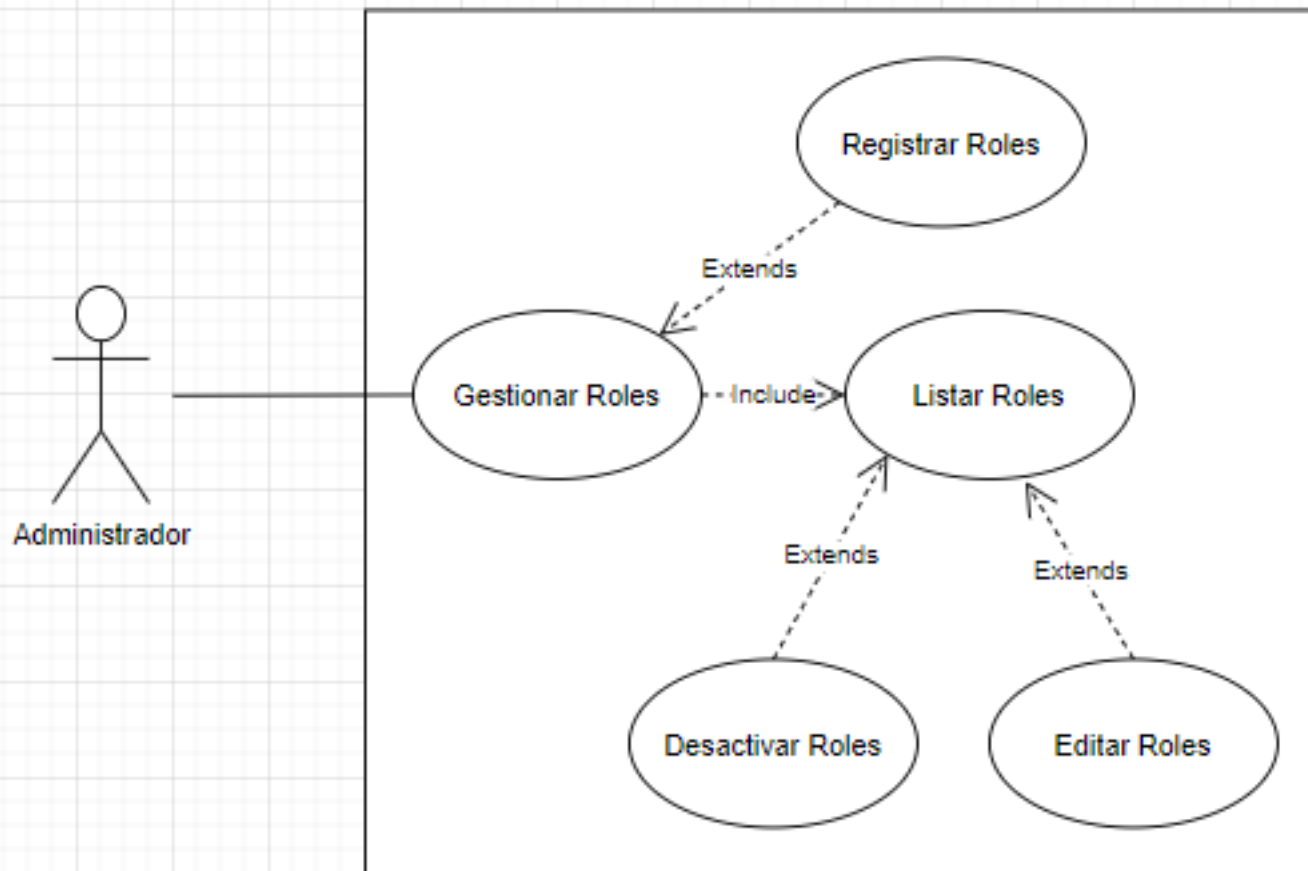 Registrar Roles
Extends
Gestionar Roles
Include
Listar Roles
Administrador
Extends
Extends
Desactivar Roles
Editar Roles